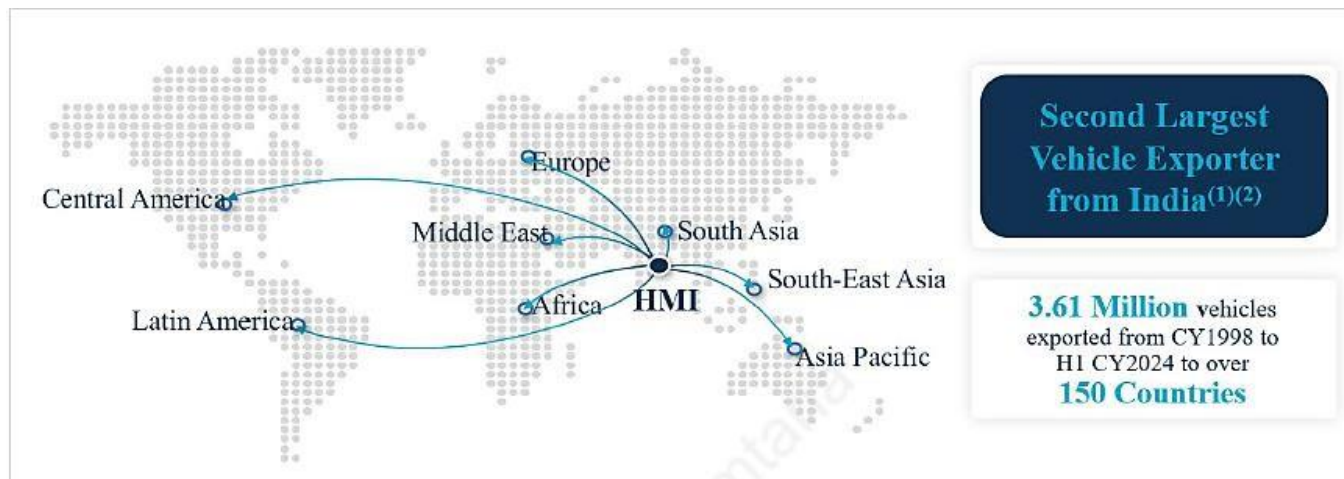 Europe
Central America
Middle East
South Asia
South-East Asia
HMI
Africa
Latin America
Asia Pacific
Second Largest
Vehicle Exporter
from India(1)(2)
3.61 Million vehicles
exported from CY1998 to
H1 CY2024 to over
150 Countries